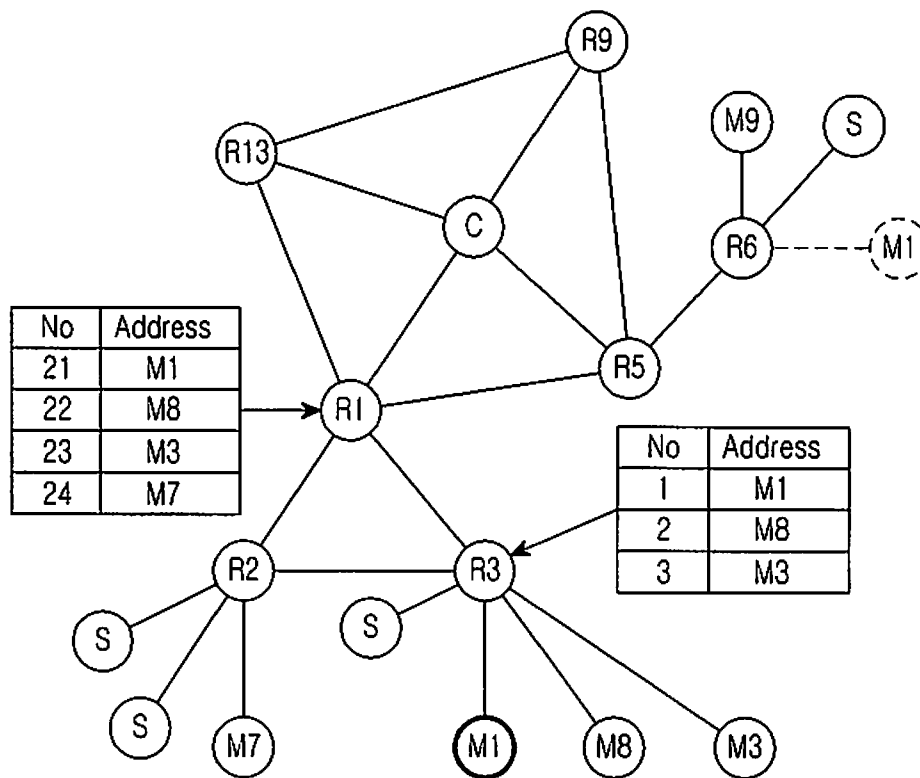 R9
M9
S
R13
C
R6
M1
No Address
21 M1
22 M8
23 M3
24 M7
R5
R1
No Address
1 M1
2 M8
3 M3
R2
R3
S
S
S
M7
M1
M8
M3